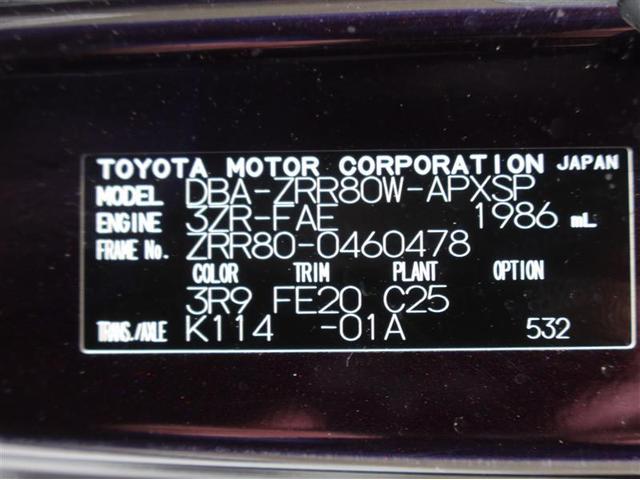 TOYOTA MOTOR CORPORATION JAPAN
MODEL DBA-ZRR80W-APXSP
ENGINE 3ZR-FAE 1986 mL
FRAME No. ZRR80-0460478
COLOR TRIM PLANT OPTION
3R9 FE20 C25
TRANS./AXLE K114 -01A 532